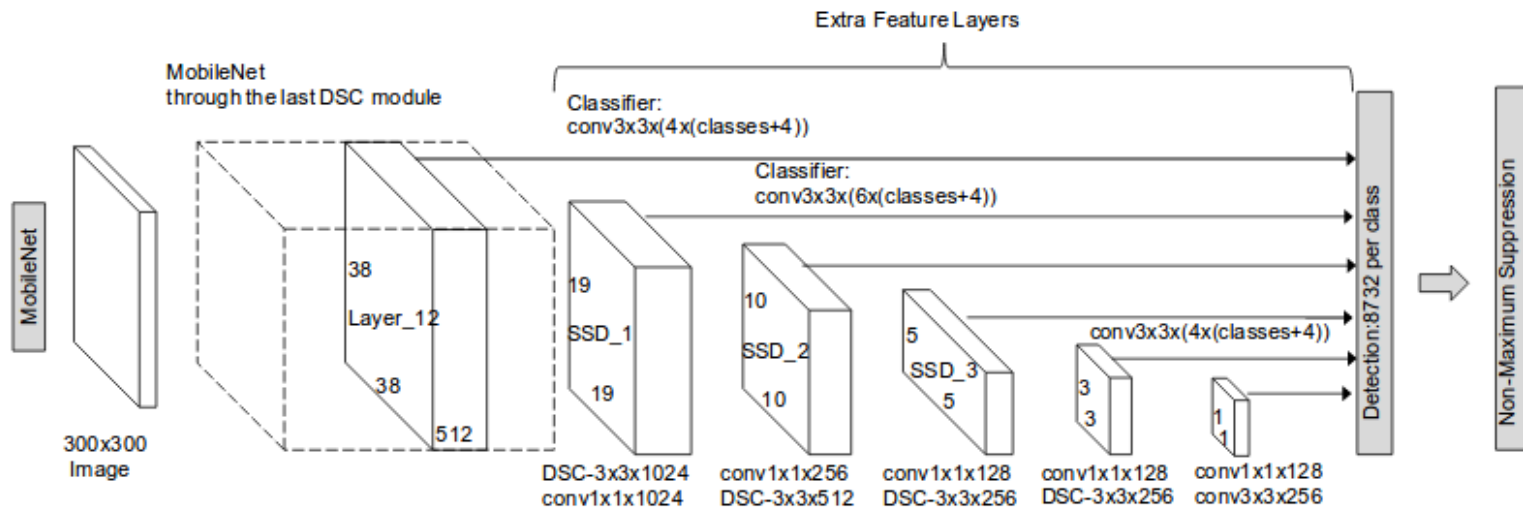 Extra Feature Layers
MobileNet
through the last DSC module
Classifier:
conv3x3x(4x(classes+4))
Classifier:
conv3x3x(6x(classes+4))
MobileNet
300x300
Image
38
Layer_12
38
512
19
SSD_1
19
DSC-3x3x1024
conv1x1x1024
10
SSD_2
10
conv1x1x256
DSC-3x3x512
5
SSD_3
5
conv1x1x128
DSC-3x3x256
conv3x3x(4x(classes+4))
3
3
conv1x1x128
DSC-3x3x256
1
1
conv1x1x128
conv3x3x256
Detection:8732 per class
Non-Maximum Suppression